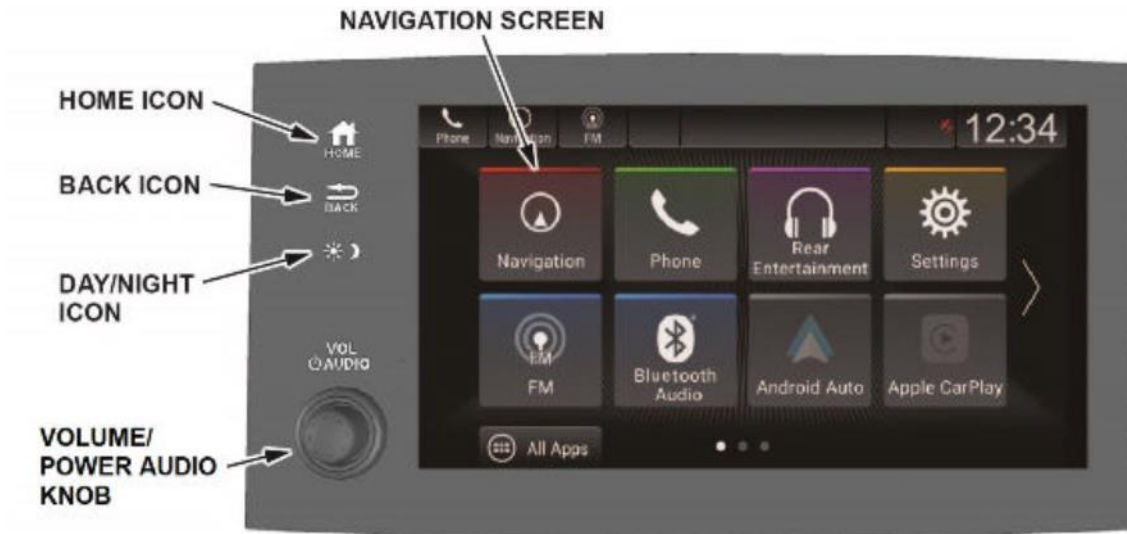 NAVIGATION SCREEN
HOME ICON
HOME
BACK ICON
BACK
DAY/NIGHT
ICON
VOL
AUDIO
VOLUME/
POWER AUDIO
KNOB
Phone
Navigation
FM
12:34
Navigation
Phone
Rear
Entertainment
Settings
FM
FM
Bluetooth
Audio
Android Auto
Apple CarPlay
All Apps